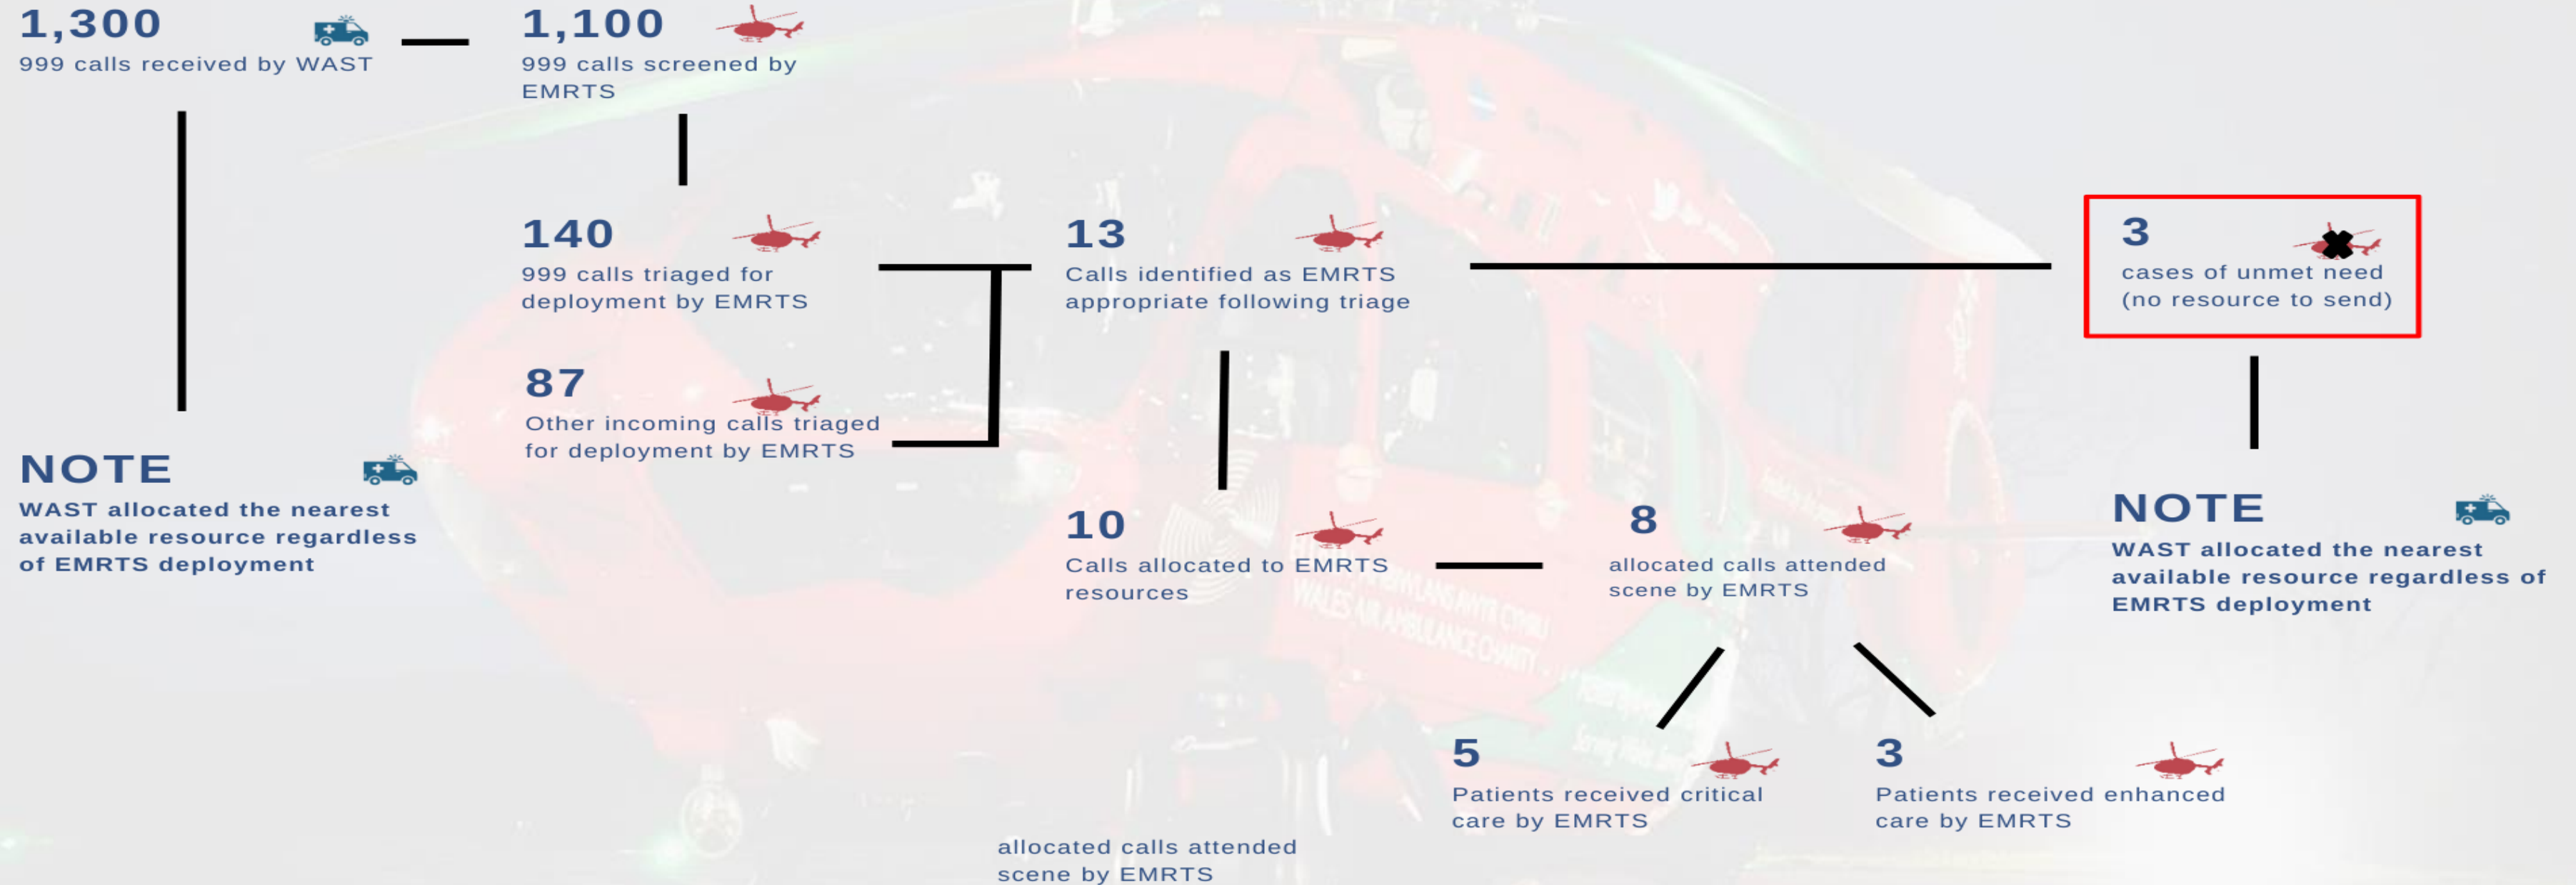 1,300
999 calls received by WAST
1,100
999 calls screened by
EMRTS
140
999 calls triaged for
deployment by EMRTS
13
Calls identified as EMRTS
appropriate following triage
3
cases of unmet need
(no resource to send)
87
Other incoming calls triaged
for deployment by EMRTS
NOTE
WAST allocated the nearest
available resource regardless
of EMRTS deployment
10
Calls allocated to EMRTS
resources
8
allocated calls attended
scene by EMRTS
NOTE
WAST allocated the nearest
available resource regardless of
EMRTS deployment
WALES AIR AMBULANCE CHARITY
5
Patients received critical
care by EMRTS
3
Patients received enhanced
care by EMRTS
allocated calls attended
scene by EMRTS